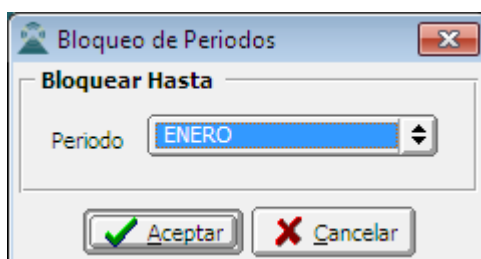 Bloqueo de Periodos
Bloquear Hasta
Periodo ENERO
Aceptar Cancelar